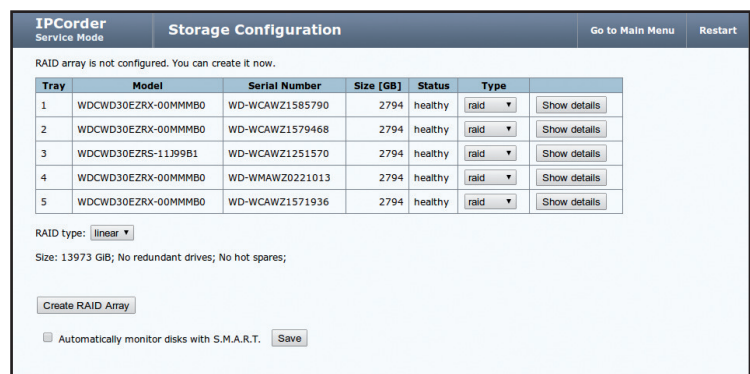 IPCorder
Service Mode
Storage Configuration
Go to Main Menu
Restart
RAID array is not configured. You can create it now.
Tray Model Serial Number Size [GB] Status Type
1 WDCWD30EZRX-00MMMB0 WD-WCAWZ1585790 2794 healthy raid Show details
2 WDCWD30EZRX-00MMMB0 WD-WCAWZ1579468 2794 healthy raid Show details
3 WDCWD30EZRS-11J99B1 WD-WCAWZ1251570 2794 healthy raid Show details
4 WDCWD30EZRX-00MMMB0 WD-WMAWZ0221013 2794 healthy raid Show details
5 WDCWD30EZRX-00MMMB0 WD-WCAWZ1571936 2794 healthy raid Show details
RAID type: linear
Size: 13973 GiB; No redundant drives; No hot spares;
Create RAID Array
Automatically monitor disks with S.M.A.R.T. Save